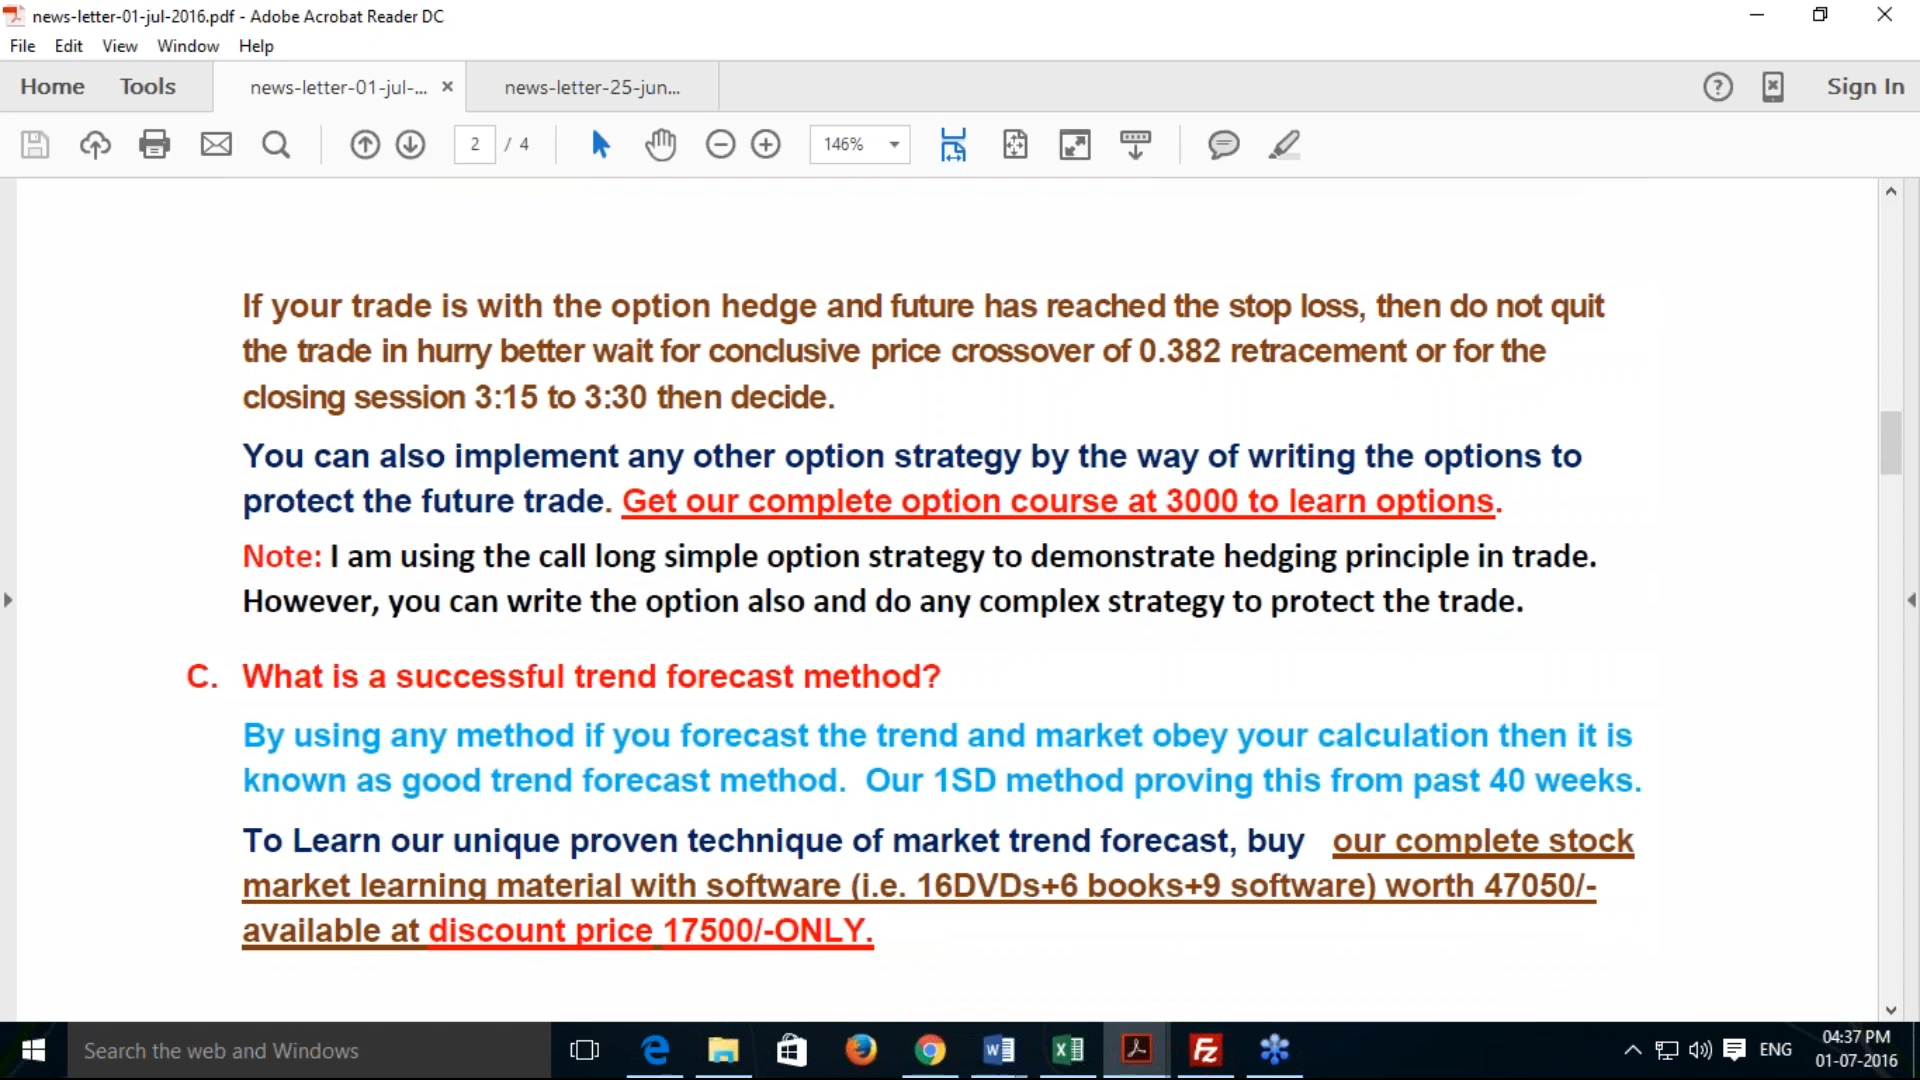 news-letter-01-jul-2016.pdf - Adobe Acrobat Reader DC
File Edit View Window Help
Home Tools news-letter-01-jul-... × news-letter-25-jun... Sign In
2 / 4 146%
If your trade is with the option hedge and future has reached the stop loss, then do not quit
the trade in hurry better wait for conclusive price crossover of 0.382 retracement or for the
closing session 3:15 to 3:30 then decide.
You can also implement any other option strategy by the way of writing the options to
protect the future trade. Get our complete option course at 3000 to learn options.
Note: I am using the call long simple option strategy to demonstrate hedging principle in trade.
However, you can write the option also and do any complex strategy to protect the trade.
C. What is a successful trend forecast method?
By using any method if you forecast the trend and market obey your calculation then it is
known as good trend forecast method. Our 1SD method proving this from past 40 weeks.
To Learn our unique proven technique of market trend forecast, buy our complete stock
market learning material with software (i.e. 16DVDs+6 books+9 software) worth 47050/-
available at discount price 17500/-ONLY.
Search the web and Windows
ENG
04:37 PM
01-07-2016